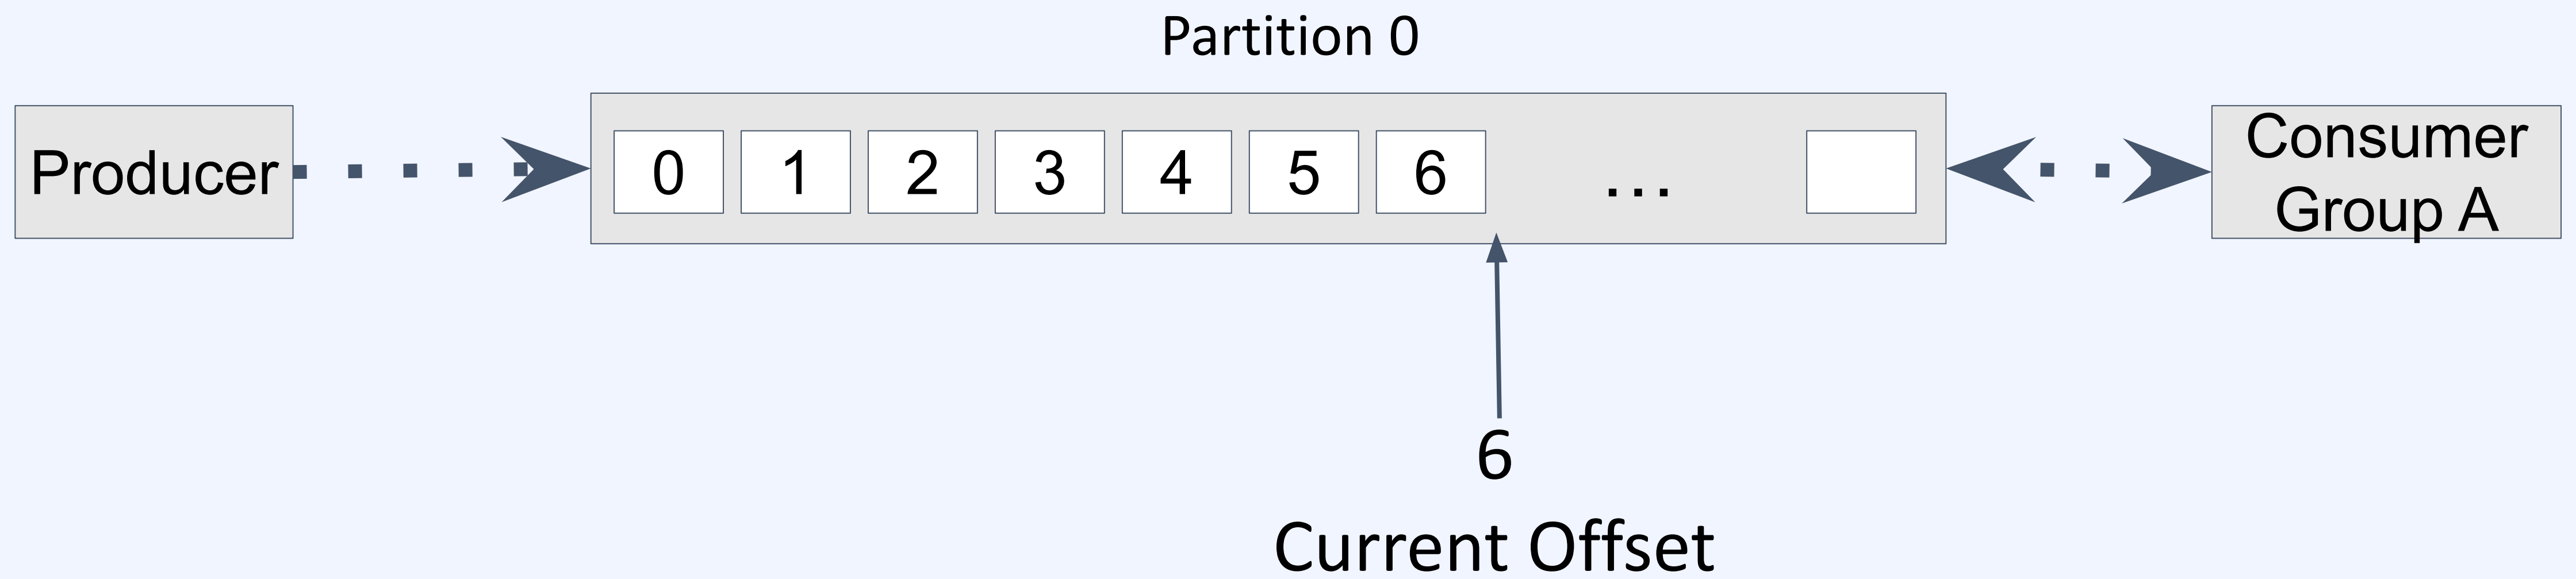 Partition 0
Producer
0 1 2 3 4 5 6 ...
Consumer
Group A
6
Current Offset